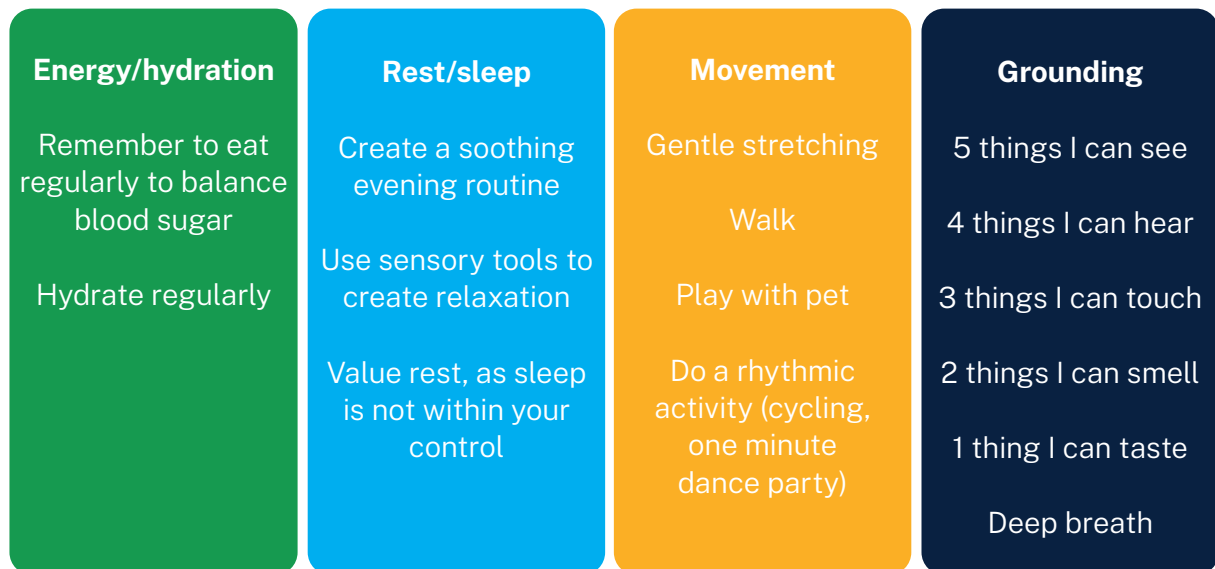 Energy/hydration
Remember to eat
regularly to balance
blood sugar
Hydrate regularly
Rest/sleep
Create a soothing
evening routine
Use sensory tools to
create relaxation
Value rest, as sleep
is not within your
control
Movement
Gentle stretching
Walk
Play with pet
Do a rhythmic
activity (cycling,
one minute
dance party)
Grounding
5 things I can see
4 things I can hear
3 things I can touch
2 things I can smell
1 thing I can taste
Deep breath